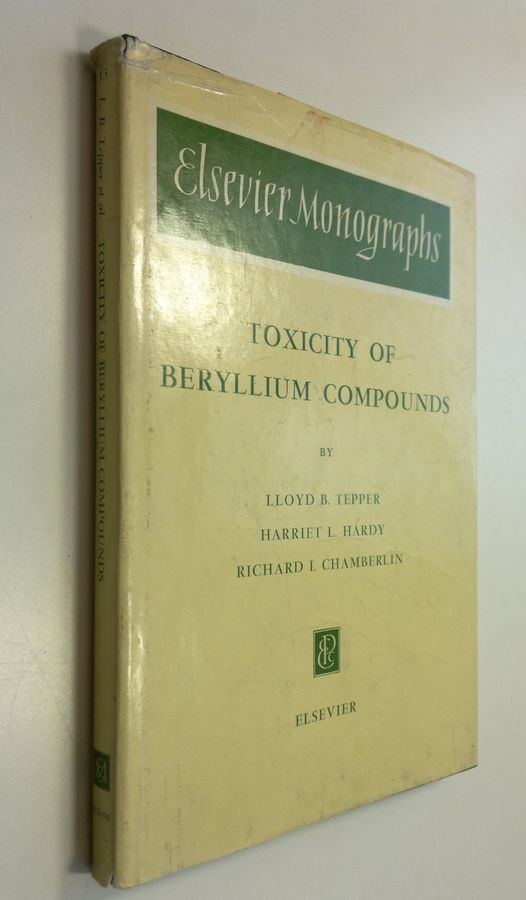 Elsevier Monographs
TOXICITY OF
BERYLLIUM COMPOUNDS
BY
LLOYD B. TEPPER
HARRIET L. HARDY
RICHARD I. CHAMBERLIN
EPC
ELSEVIER
L. B. Tepper et al. TOXICITY OF BERYLLIUM COMPOUNDS